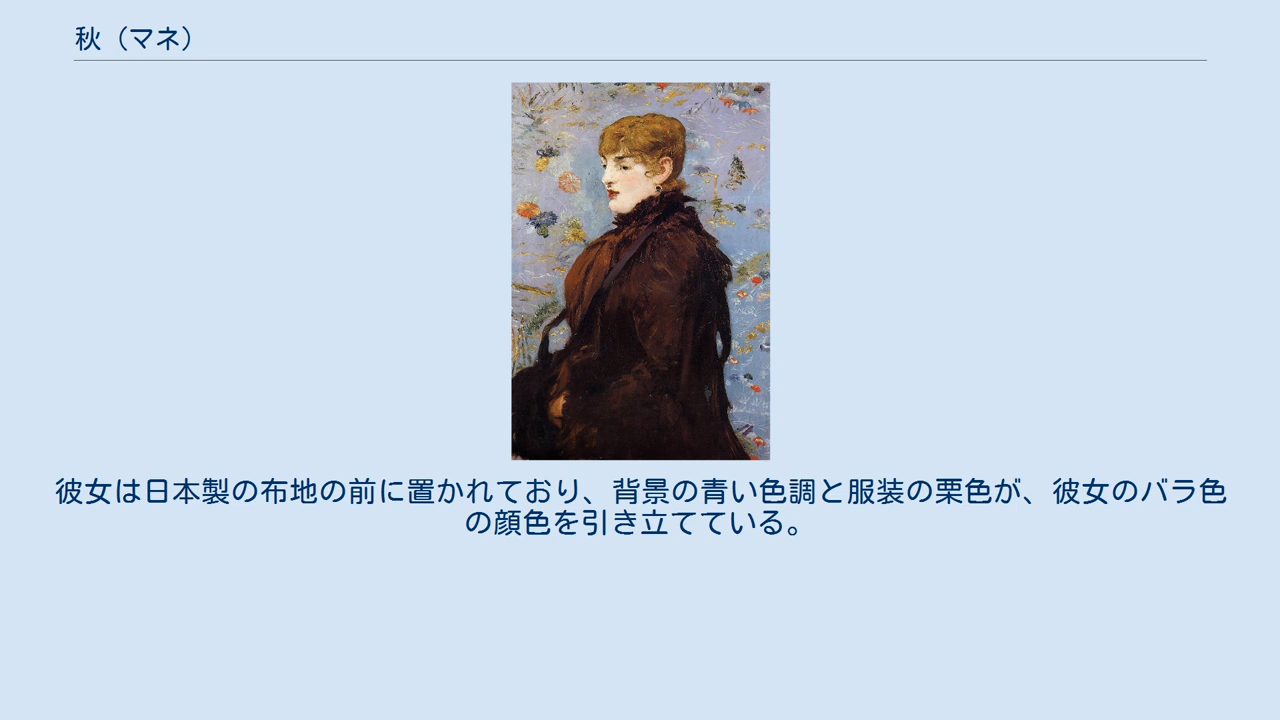 秋（マネ）
彼女は日本製の布地の前に置かれており、背景の青い色調と服装の栗色が、彼女のバラ色
の顔色を引き立てている。